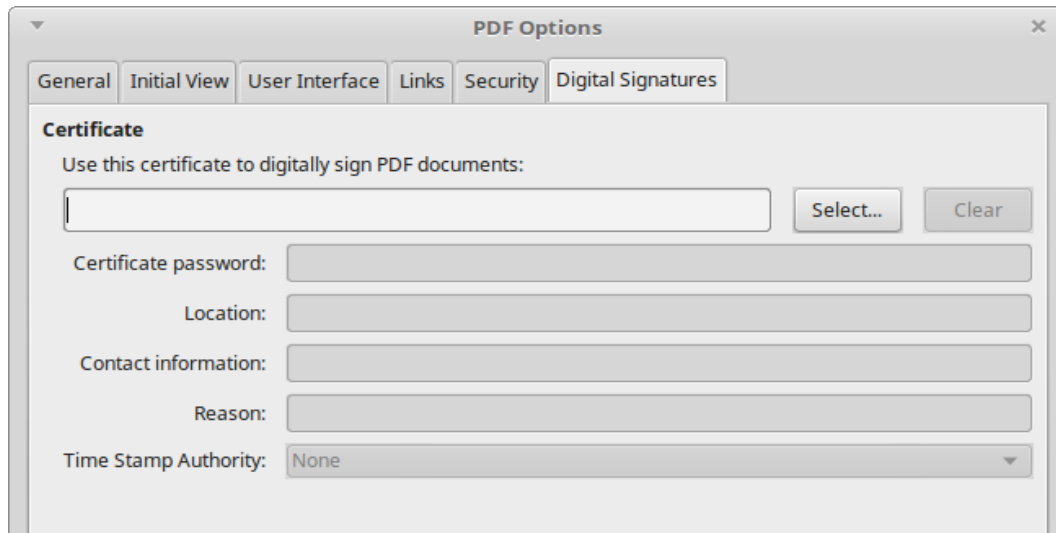 PDF Options
General Initial View User Interface Links Security Digital Signatures
Certificate
Use this certificate to digitally sign PDF documents:
Select... Clear
Certificate password:
Location:
Contact information:
Reason:
Time Stamp Authority: None